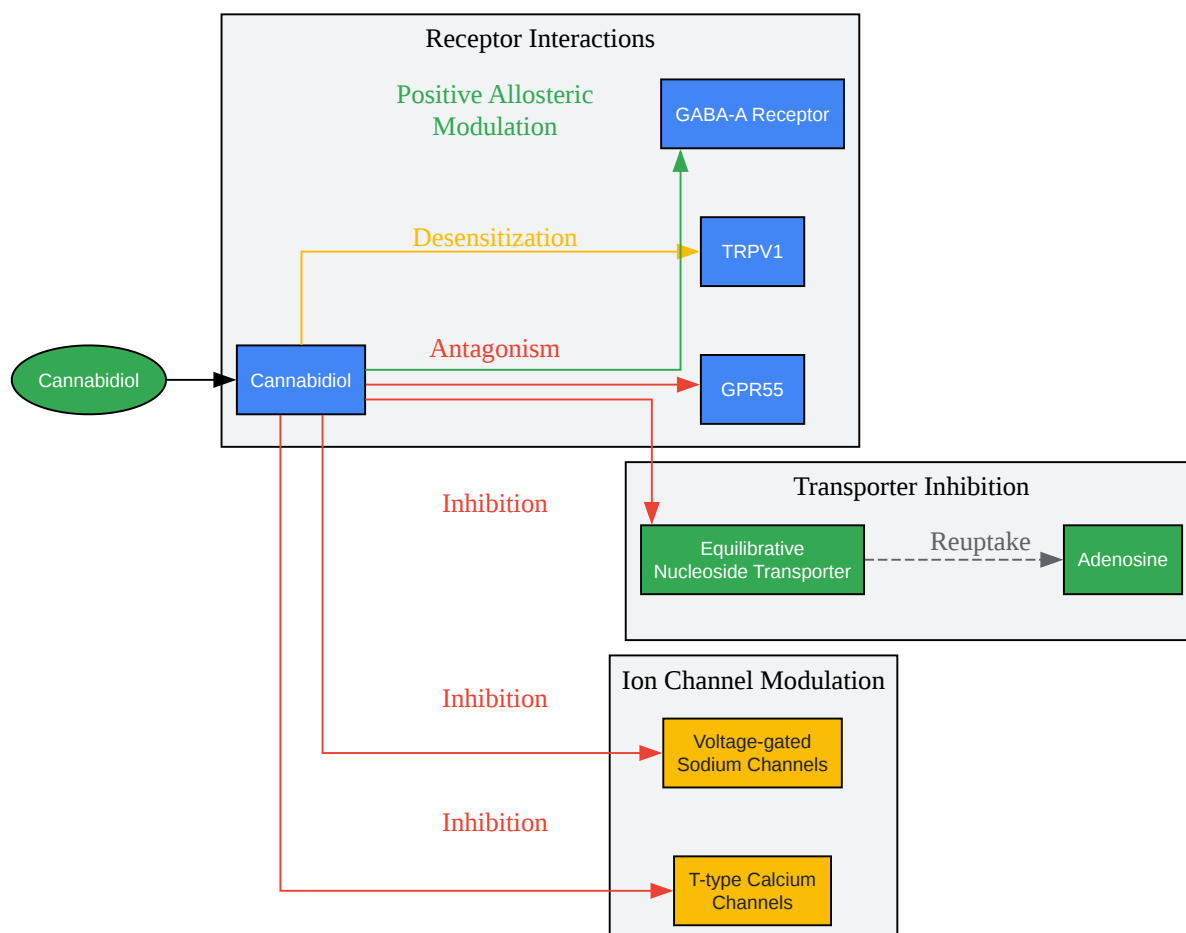 Receptor Interactions
Positive Allosteric
Modulation
GABA-A Receptor
Desensitization
TRPV1
Antagonism
Cannabidiol
Cannabidiol
GPR55
Transporter Inhibition
Inhibition
Equilibrative
Nucleoside Transporter
Reuptake
Adenosine
Ion Channel Modulation
Inhibition
Voltage-gated
Sodium Channels
Inhibition
T-type Calcium
Channels